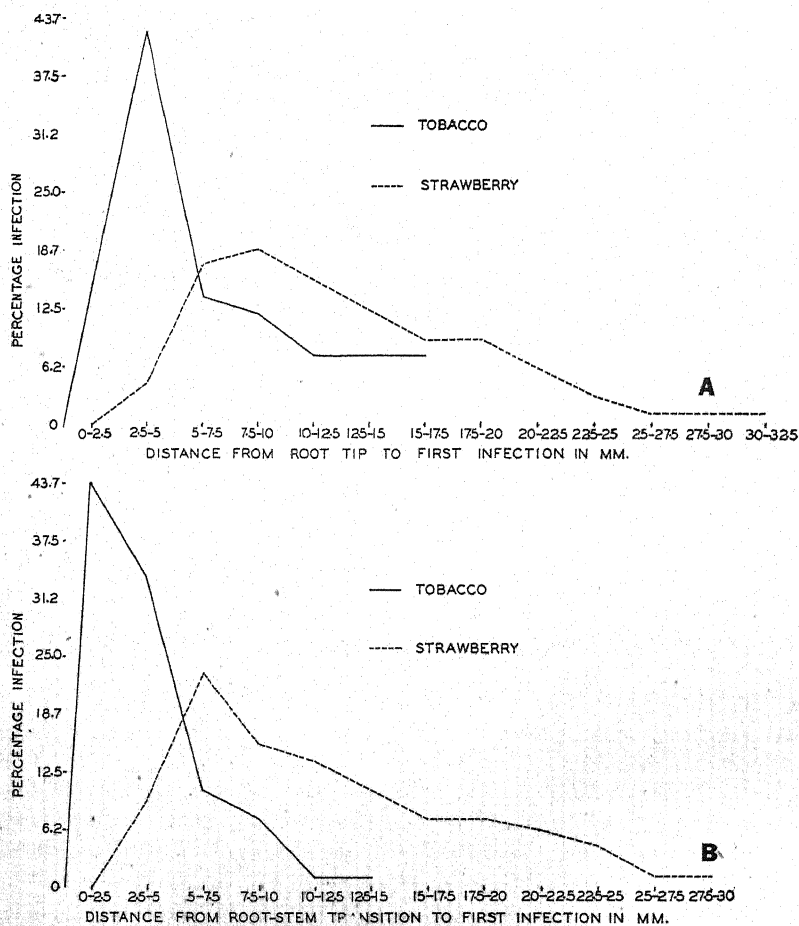 43.7-
37.5-
31.2
25.0-
18.7
12.5-
6.2-
0
PERCENTAGE INFECTION
TOBACCO
STRAWBERRY
A
0-2.5 2.5-5 5-7.5 7.5-10 10-12.5 12.5-15 15-17.5 17.5-20 20-22.5 22.5-25 25-27.5 27.5-30 30-32.5
DISTANCE FROM ROOT TIP TO FIRST INFECTION IN MM.
43.7-
37.5-
31.2
25.0-
18.7
12.5-
6.2-
0
PERCENTAGE INFECTION
TOBACCO
STRAWBERRY
B
0-2.5 2.5-5 5-7.5 7.5-10 10-12.5 12.5-15 15-17.5 17.5-20 20-22.5 22.5-25 25-27.5 27.5-30
DISTANCE FROM ROOT-STEM TO FIRST INFECTION IN MM.